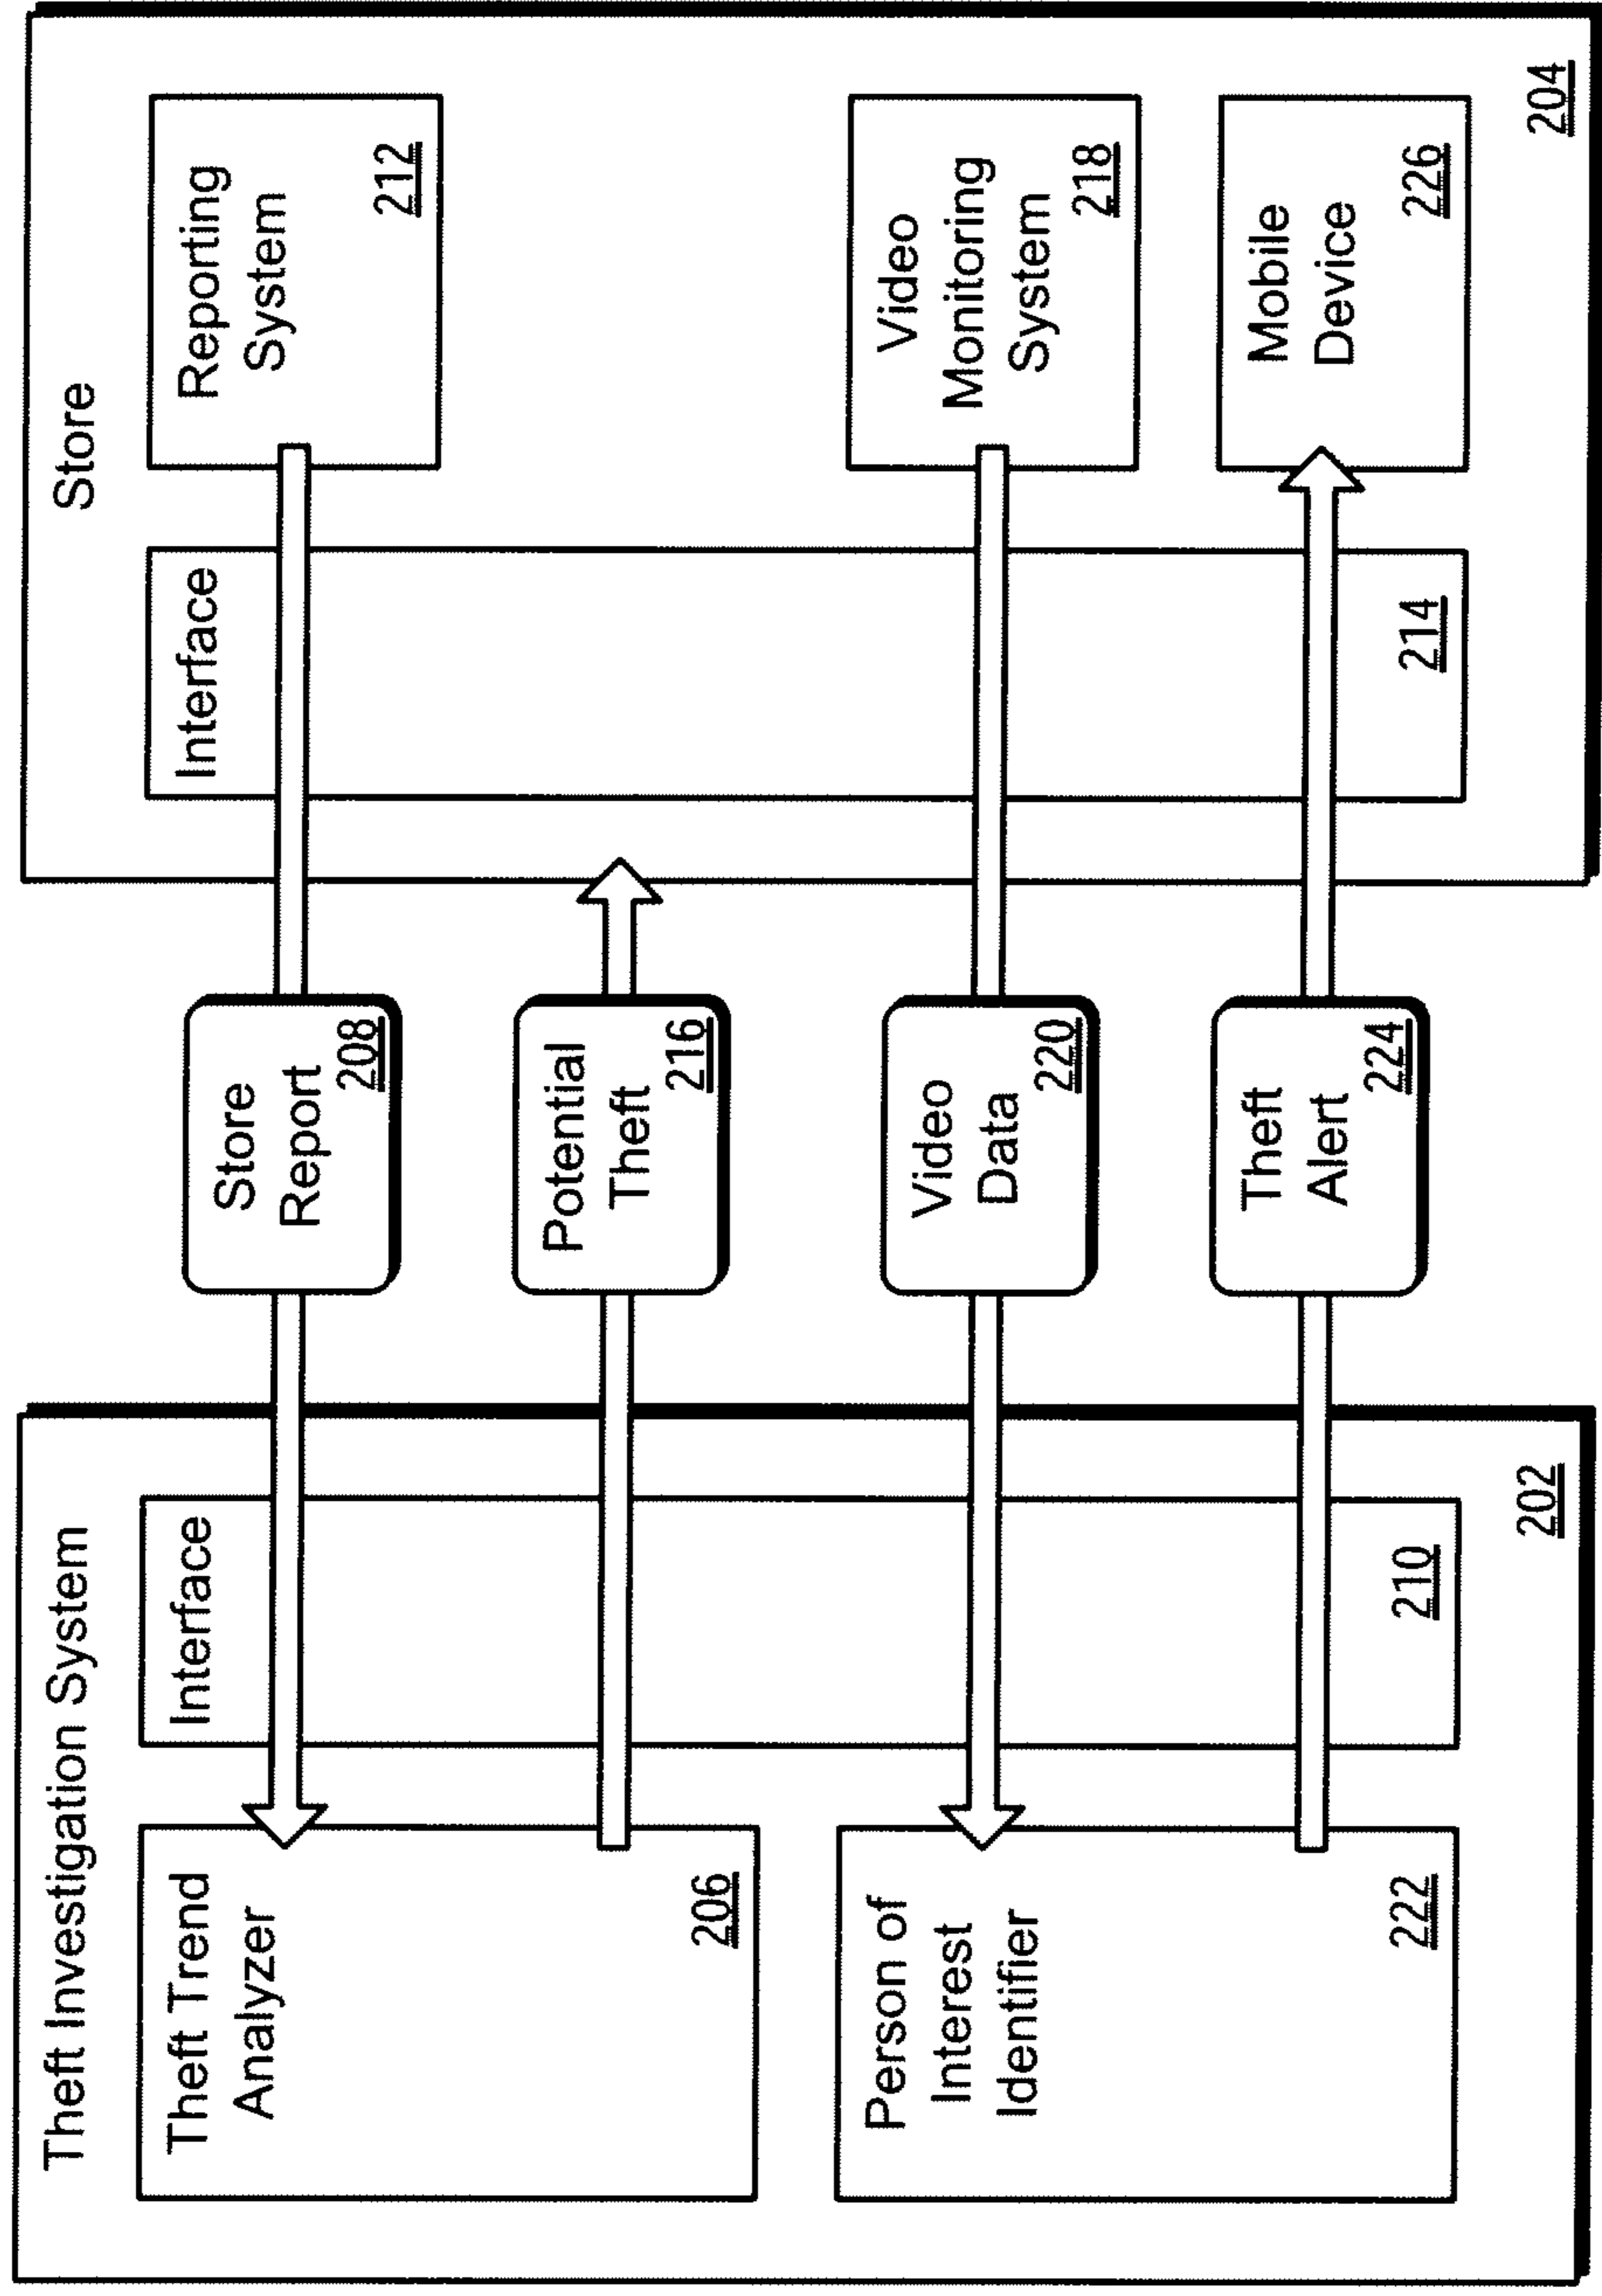 Theft Investigation System
Theft Trend
Analyzer
206
Person of
Interest
Identifier
222
Interface
210
202
Store
Report
208
Potential
Theft
216
Video
Data
220
Theft
Alert
224
Store
Interface
214
Reporting
System
212
Video
Monitoring
System
218
Mobile
Device
226
204